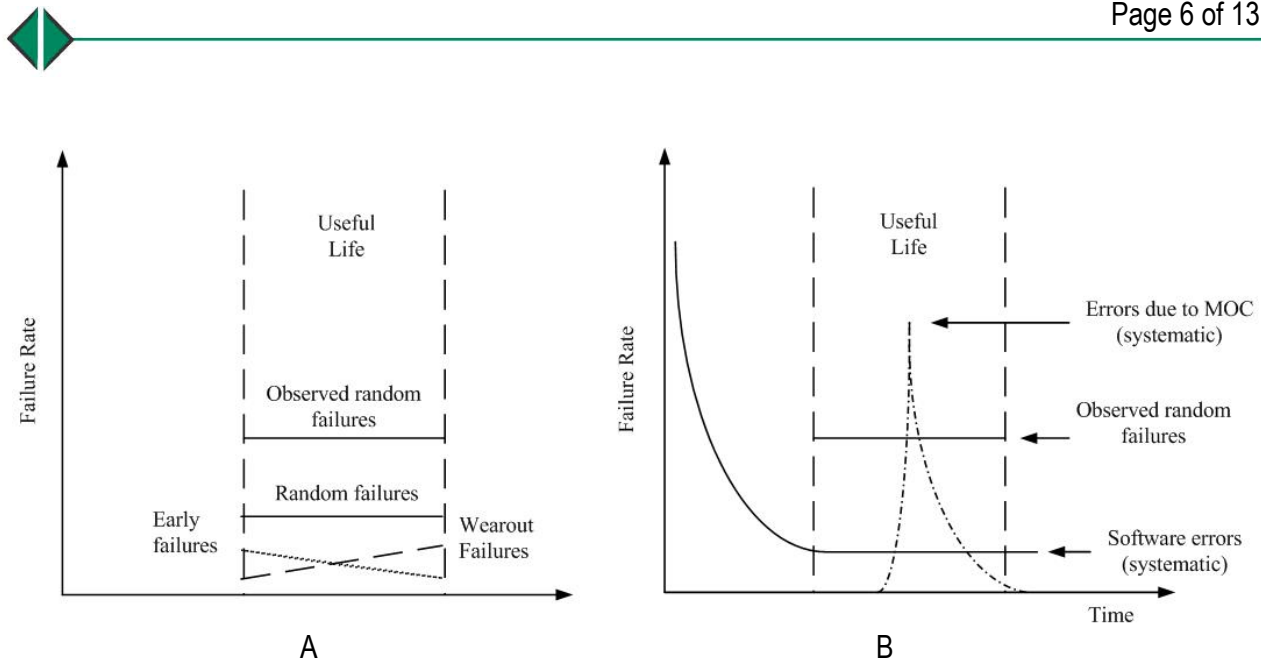 Page 6 of 13
Failure Rate
Useful
Life
Observed random
failures
Random failures
Early
failures
Wearout
Failures
A
Failure Rate
Useful
Life
Errors due to MOC
(systematic)
Observed random
failures
Software errors
(systematic)
Time
B